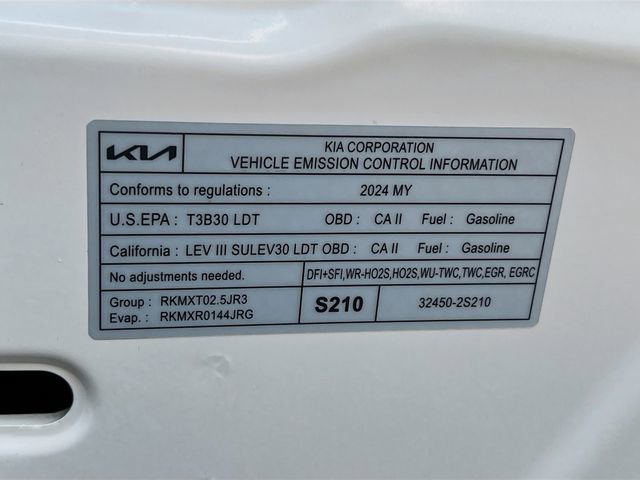 KIA
KIA CORPORATION
VEHICLE EMISSION CONTROL INFORMATION
Conforms to regulations : 2024 MY
U.S.EPA : T3B30 LDT OBD : CA II Fuel : Gasoline
California : LEV III SULEV30 LDT OBD : CA II Fuel : Gasoline
No adjustments needed. DFI+SFI,WR-HO2S,HO2S,WU-TWC,TWC,EGR, EGRC
Group : RKMXT02.5JR3
Evap. : RKMXR0144JRG
S210
32450-2S210